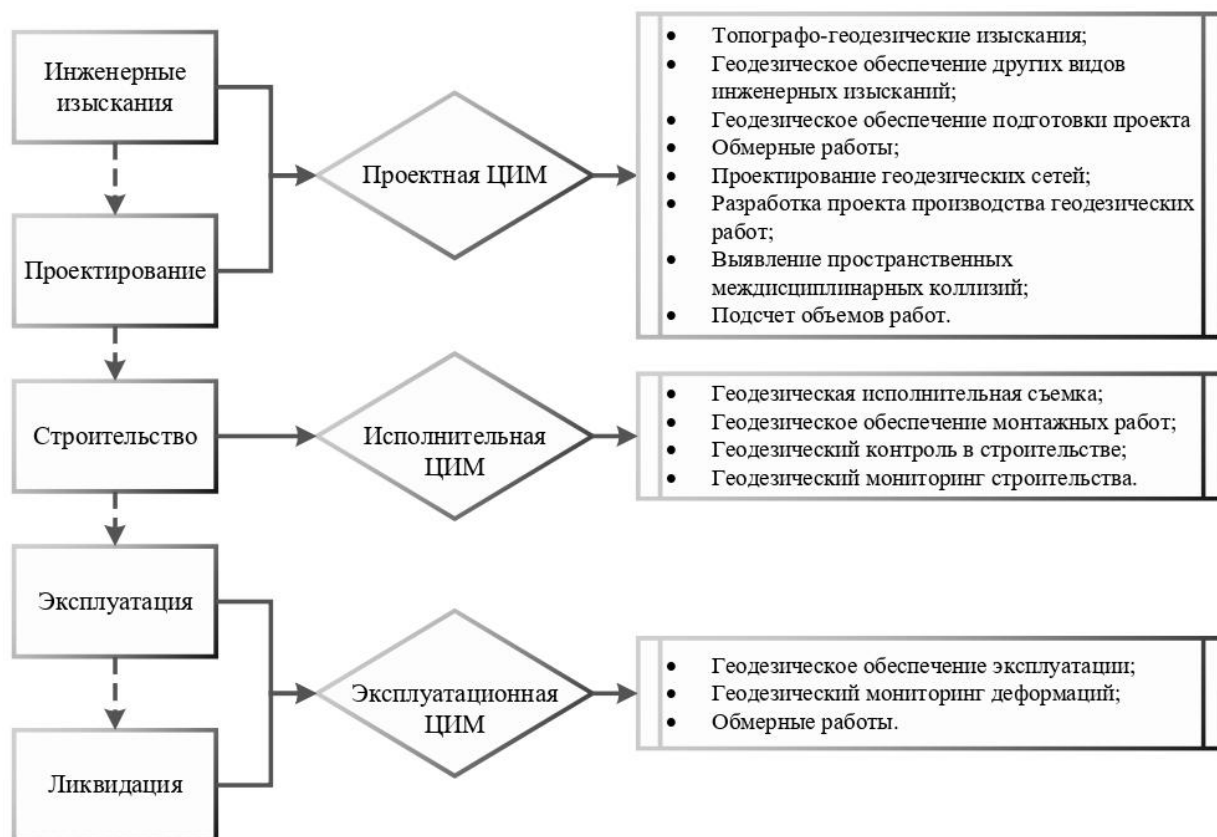 Инженерные
изыскания
Проектирование
Проектная ЦИМ
• Топографо-геодезические изыскания;
• Геодезическое обеспечение других видов
инженерных изысканий;
• Геодезическое обеспечение подготовки проекта
• Обмерные работы;
• Проектирование геодезических сетей;
• Разработка проекта производства геодезических
работ;
• Выявление пространственных
междисциплинарных коллизий;
• Подсчет объемов работ.
Строительство
Исполнительная
ЦИМ
• Геодезическая исполнительная съемка;
• Геодезическое обеспечение монтажных работ;
• Геодезический контроль в строительстве;
• Геодезический мониторинг строительства.
Эксплуатация
Ликвидация
Эксплуатационная
ЦИМ
• Геодезическое обеспечение эксплуатации;
• Геодезический мониторинг деформаций;
• Обмерные работы.